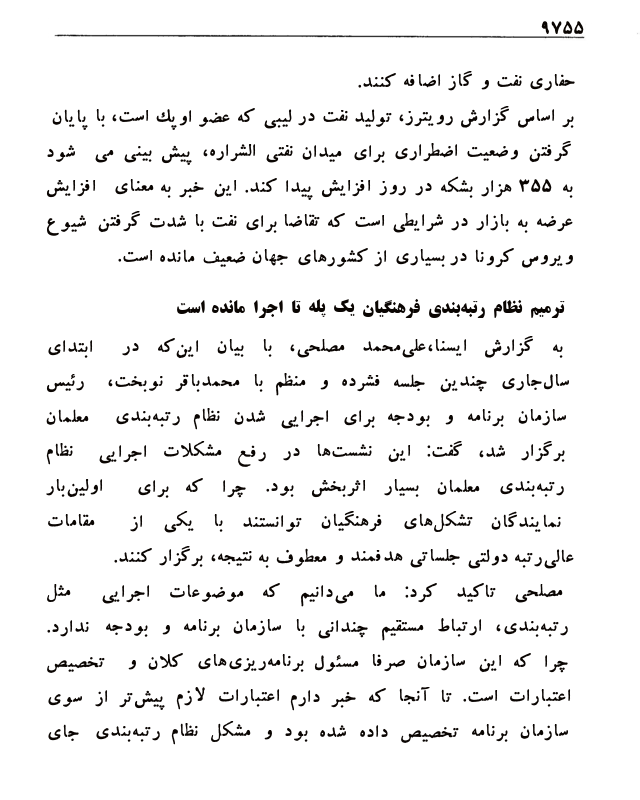 ۹۷۵۵
حفاری نفت و گاز اضافه کنند.
بر اساس گزارش رویترز، تولید نفت در لیبی که عضو اوپك است، با پایان
گرفتن وضعیت اضطراری برای میدان نفتی الشراره، پیش بینی می شود
به ۳۵۵ هزار بشکه در روز افزایش پیدا کند. این خبر به معنای افزایش
عرضه به بازار در شرایطی است که تقاضا برای نفت با شدت گرفتن شیوع
ویروس کرونا در بسیاری از کشورهای جهان ضعیف مانده است.
ترمیم نظام رتبه‌بندی فرهنگیان یک پله تا اجرا مانده است
به گزارش ایسنا،علی‌محمد مصلحی، با بیان این‌که در ابتدای
سال‌جاری چندین جلسه فشرده و منظم با محمدباقر نوبخت، رئیس
سازمان برنامه و بودجه برای اجرایی شدن نظام رتبه‌بندی معلمان
برگزار شد، گفت: این نشست‌ها در رفع مشکلات اجرایی نظام
رتبه‌بندی معلمان بسیار اثربخش بود. چرا که برای اولین‌بار
نمایندگان تشکل‌های فرهنگیان توانستند با یکی از مقامات
عالی‌رتبه دولتی جلساتی هدفمند و معطوف به نتیجه، برگزار کنند.
مصلحی تاکید کرد: ما می‌دانیم که موضوعات اجرایی مثل
رتبه‌بندی، ارتباط مستقیم چندانی با سازمان برنامه و بودجه ندارد.
چرا که این سازمان صرفا مسئول برنامه‌ریزی‌های کلان و تخصیص
اعتبارات است. تا آنجا که خبر دارم اعتبارات لازم پیش‌تر از سوی
سازمان برنامه تخصیص داده شده بود و مشکل نظام رتبه‌بندی جای